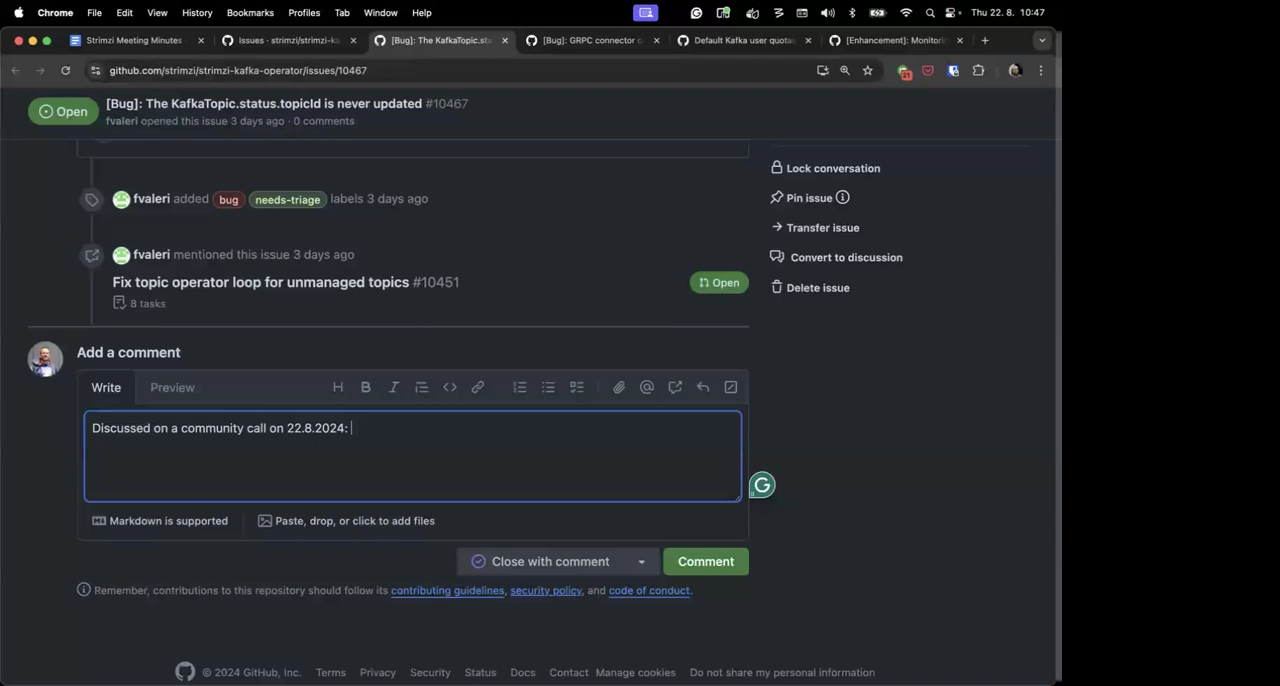 Chrome File Edit View History Bookmarks Profiles Tab Window Help Thu 22. 8. 10:47
Strimzi Meeting Minutes
Issues · strimzi/strimzi-ka
[Bug]: The KafkaTopic.sta
[Bug]: GRPC connector c
Default Kafka user quotas
[Enhancement]: Monitorin
github.com/strimzi/strimzi-kafka-operator/issues/10467
21
Open
[Bug]: The KafkaTopic.status.topicId is never updated #10467
fvaleri opened this issue 3 days ago · 0 comments
fvaleri added bug needs-triage labels 3 days ago
fvaleri mentioned this issue 3 days ago
Fix topic operator loop for unmanaged topics #10451
Open
8 tasks
Lock conversation
Pin issue
Transfer issue
Convert to discussion
Delete issue
Add a comment
Write Preview
Discussed on a community call on 22.8.2024:
Markdown is supported
Paste, drop, or click to add files
Close with comment
Comment
Remember, contributions to this repository should follow its contributing guidelines, security policy, and code of conduct.
© 2024 GitHub, Inc. Terms Privacy Security Status Docs Contact Manage cookies Do not share my personal information